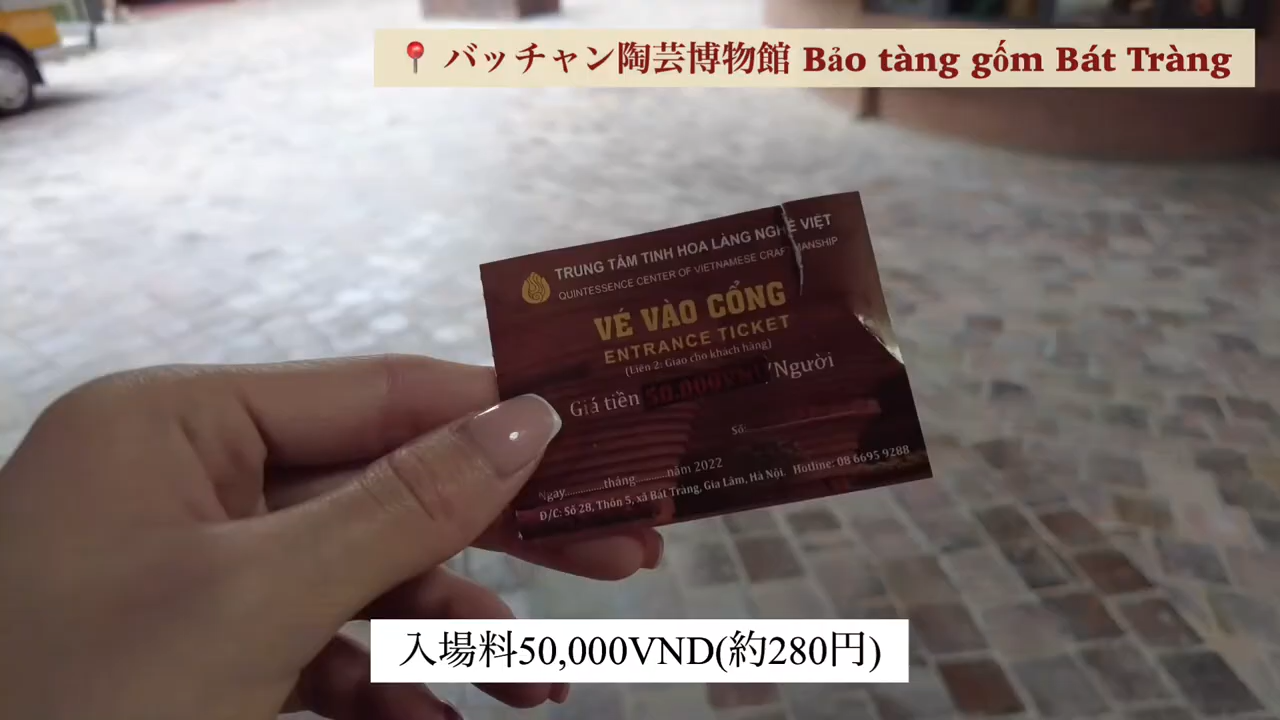 📍 バッチャン陶芸博物館 Bảo tàng gốm Bát Tràng
TRUNG TÂM TINH HOA LÀNG NGHỀ VIỆT
QUINTESSENCE CENTER OF VIETNAMESE CRAFTMANSHIP
VÉ VÀO CỔNG
ENTRANCE TICKET
(Liên 2: Giao cho khách hàng)
Giá tiền 50.000VNĐ/Người
Số:
Ngày...............tháng...........năm 2022
Đ/C: Số 28, Thôn 5, xã Bát Tràng, Gia Lâm, Hà Nội. Hotline: 08 6695 9288
入場料50,000VND(約280円)